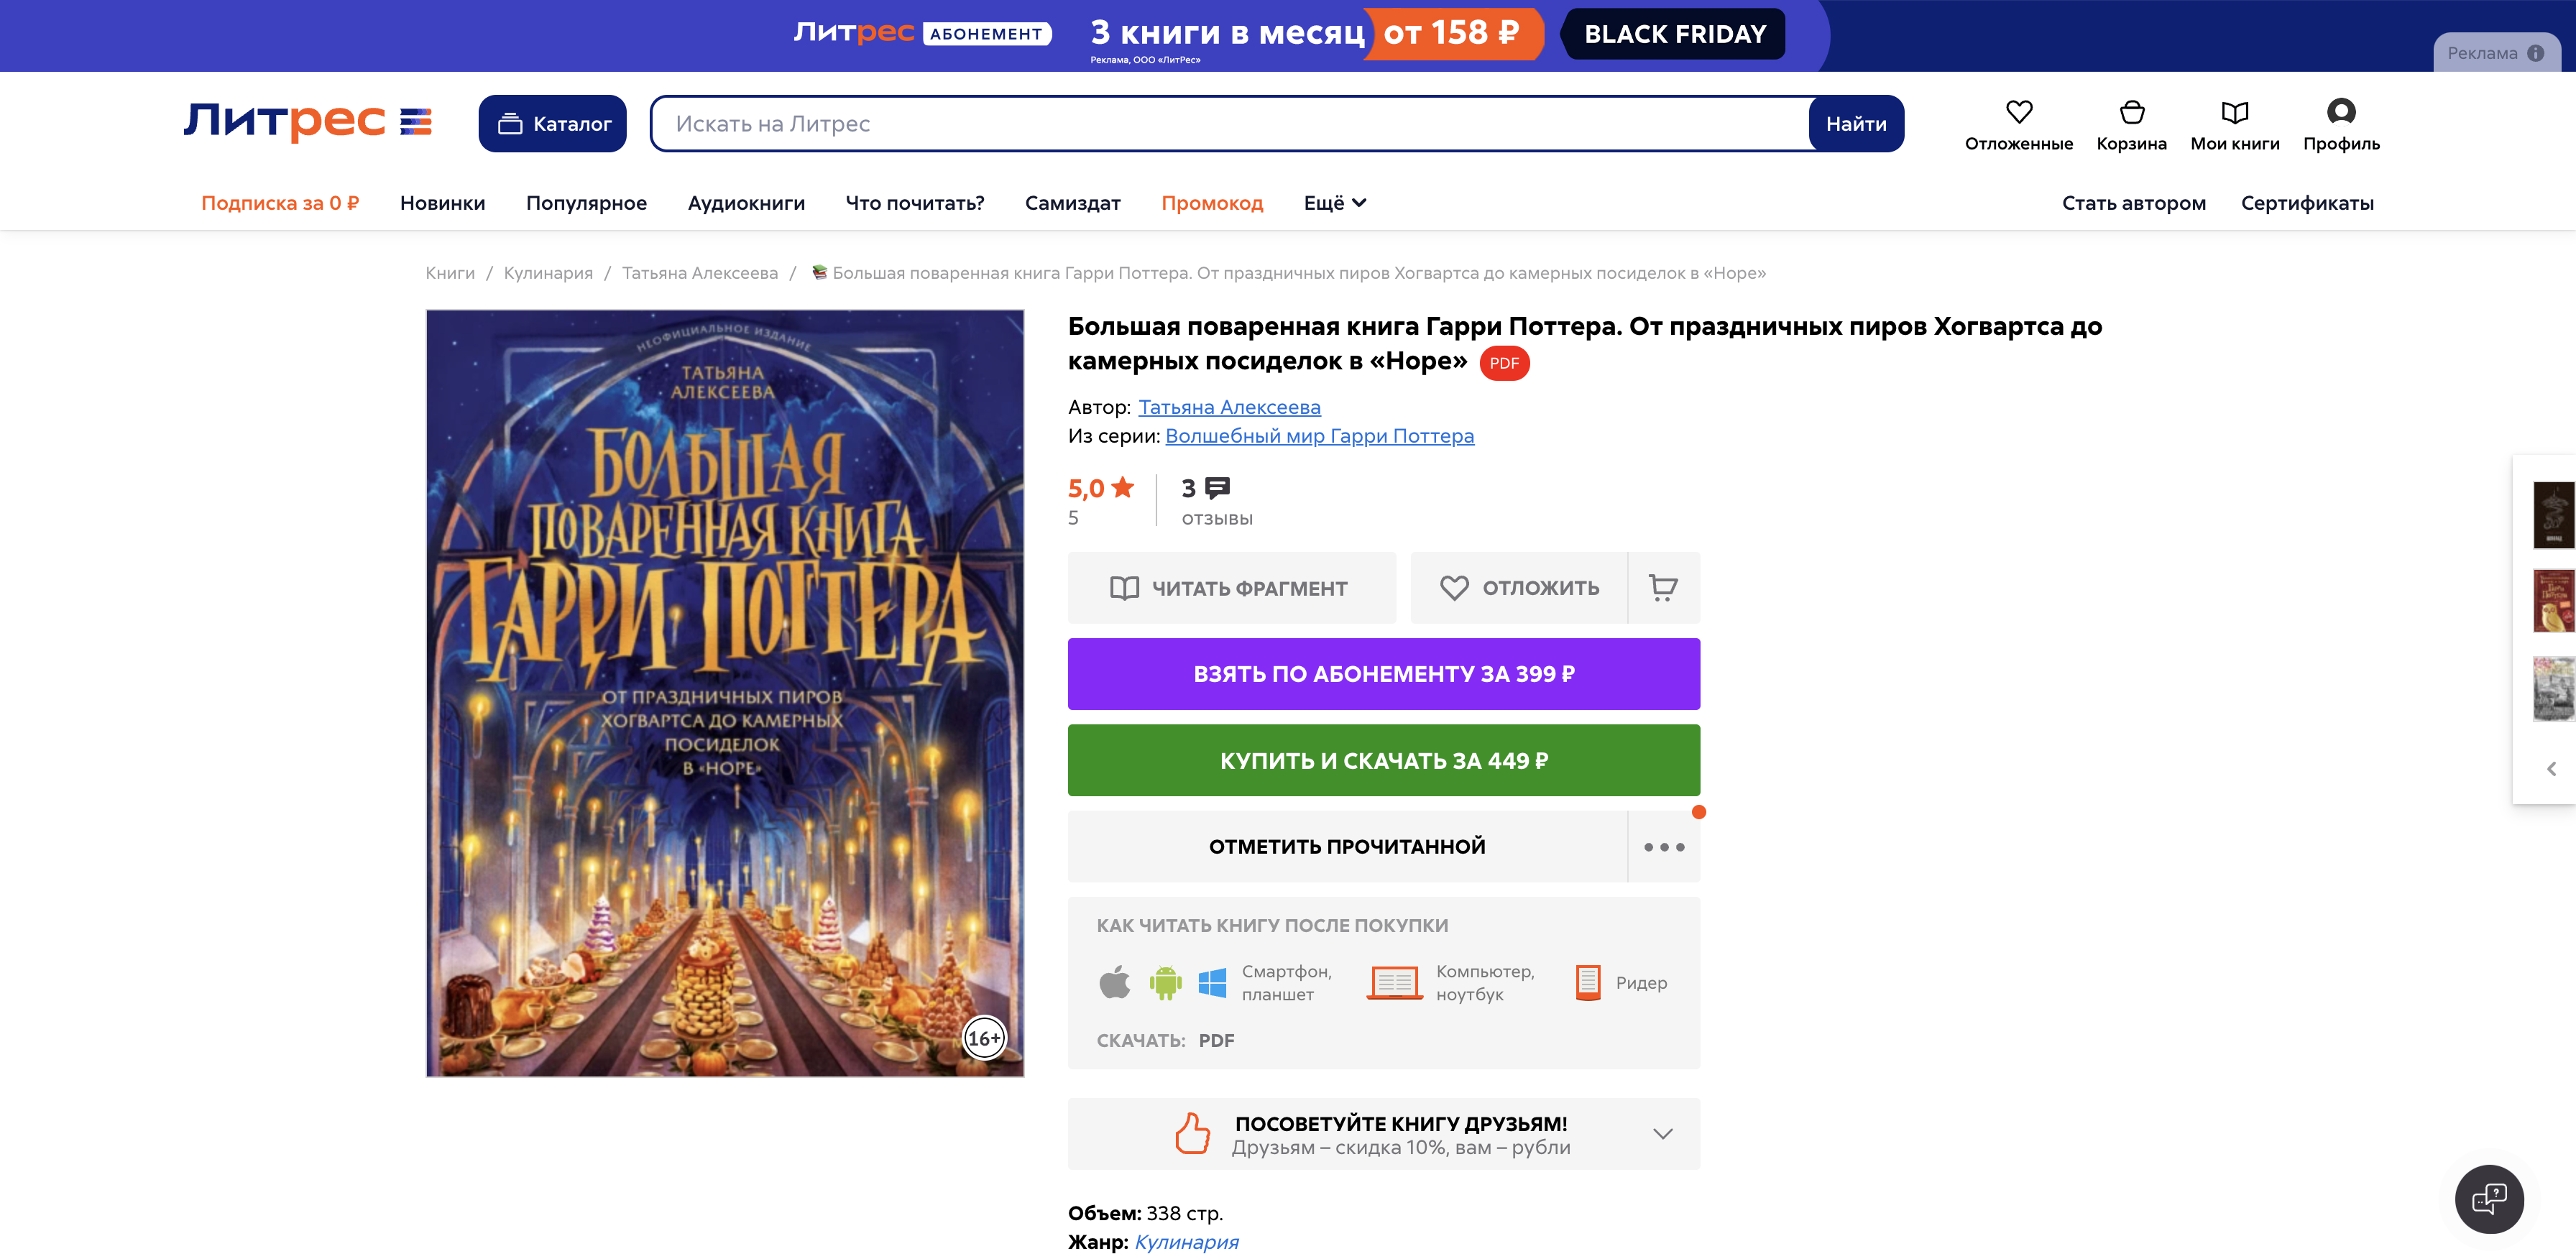 Литрес АБОНЕМЕНТ 3 книги в месяц от 158 ₽ BLACK FRIDAY
Реклама, ООО «ЛитРес»
Реклама
Литрес
Каталог
Искать на Литрес
Найти
Отложенные Корзина Мои книги Профиль
Подписка за 0 ₽ Новинки Популярное Аудиокниги Что почитать? Самиздат Промокод Ещё Стать автором Сертификаты
Книги / Кулинария / Татьяна Алексеева / Большая поваренная книга Гарри Поттера. От праздничных пиров Хогвартса до камерных посиделок в «Норе»
НЕОФИЦИАЛЬНОЕ ИЗДАНИЕ
ТАТЬЯНА
АЛЕКСЕЕВА
БОЛЬШАЯ
ПОВАРЕННАЯ КНИГА
ГАРРИ ПОТТЕРА
ОТ ПРАЗДНИЧНЫХ ПИРОВ
ХОГВАРТСА ДО КАМЕРНЫХ
ПОСИДЕЛОК
В «НОРЕ»
16+
Большая поваренная книга Гарри Поттера. От праздничных пиров Хогвартса до
камерных посиделок в «Норе» PDF
Автор: Татьяна Алексеева
Из серии: Волшебный мир Гарри Поттера
5,0 3
5 отзывы
ЧИТАТЬ ФРАГМЕНТ ОТЛОЖИТЬ
ВЗЯТЬ ПО АБОНЕМЕНТУ ЗА 399 ₽
КУПИТЬ И СКАЧАТЬ ЗА 449 ₽
ОТМЕТИТЬ ПРОЧИТАННОЙ
КАК ЧИТАТЬ КНИГУ ПОСЛЕ ПОКУПКИ
Смартфон,
планшет
Компьютер,
ноутбук
Ридер
СКАЧАТЬ: PDF
ПОСОВЕТУЙТЕ КНИГУ ДРУЗЬЯМ!
Друзьям – скидка 10%, вам – рубли
Объем: 338 стр.
Жанр: Кулинария